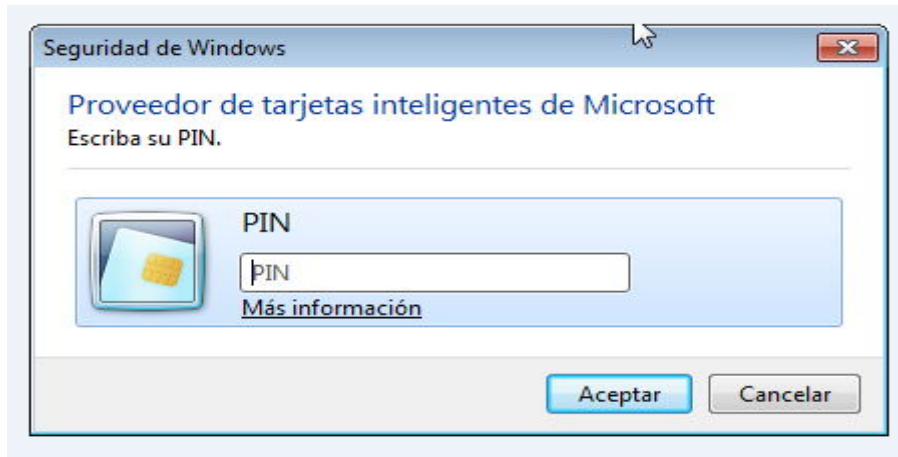 Seguridad de Windows
Proveedor de tarjetas inteligentes de Microsoft
Escriba su PIN.
PIN
PIN
Más información
Aceptar Cancelar